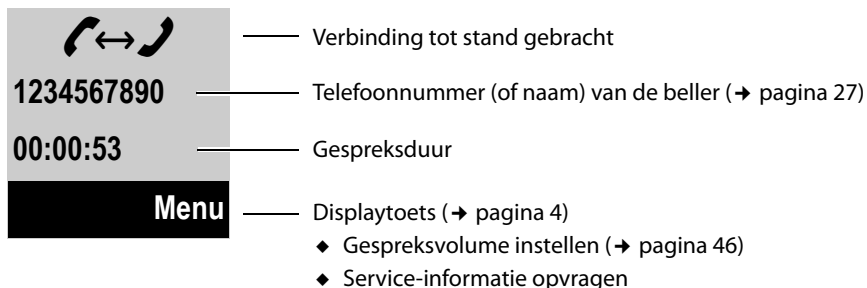 Verbinding tot stand gebracht
1234567890 Telefoonnummer (of naam) van de beller (➜ pagina 27)
00:00:53 Gespreksduur
Menu Displaytoets (➜ pagina 4)
◆ Gespreksvolume instellen (➜ pagina 46)
◆ Service-informatie opvragen